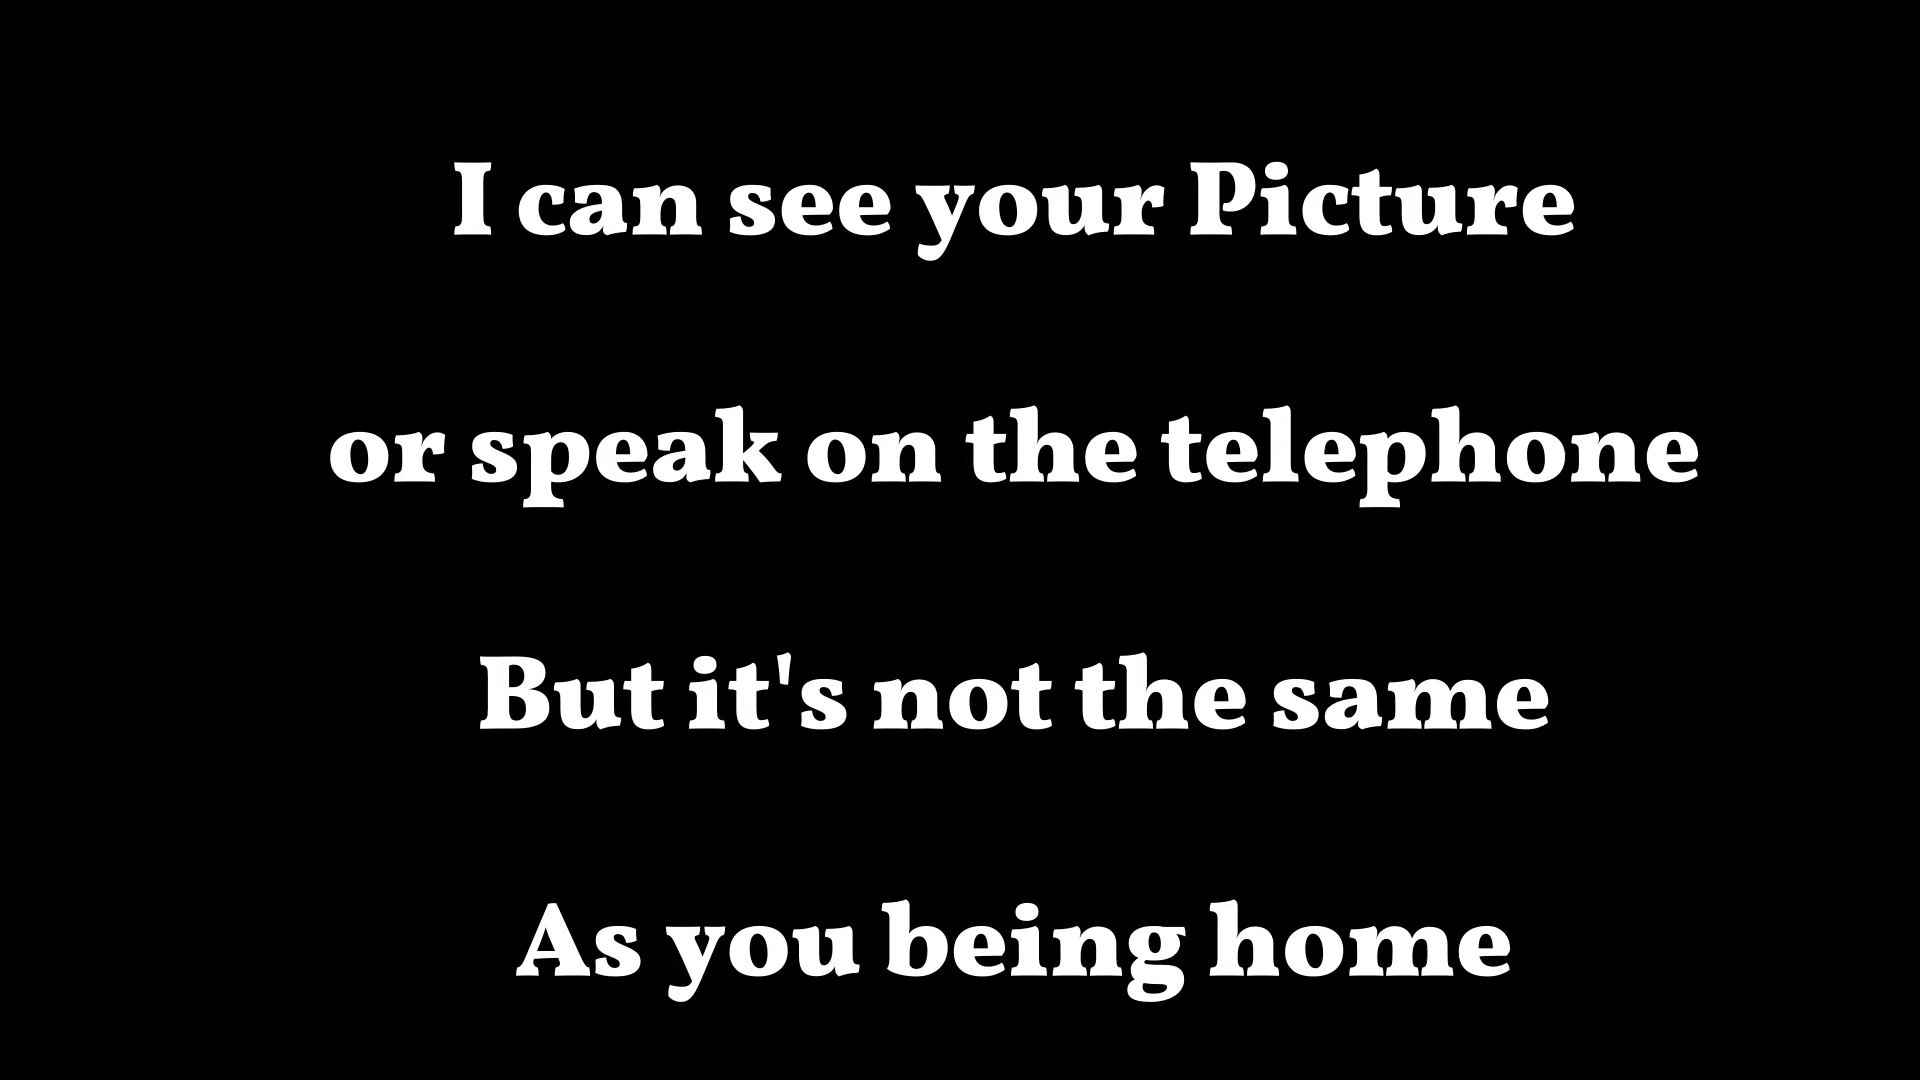 I can see your Picture
or speak on the telephone
But it's not the same
As you being home